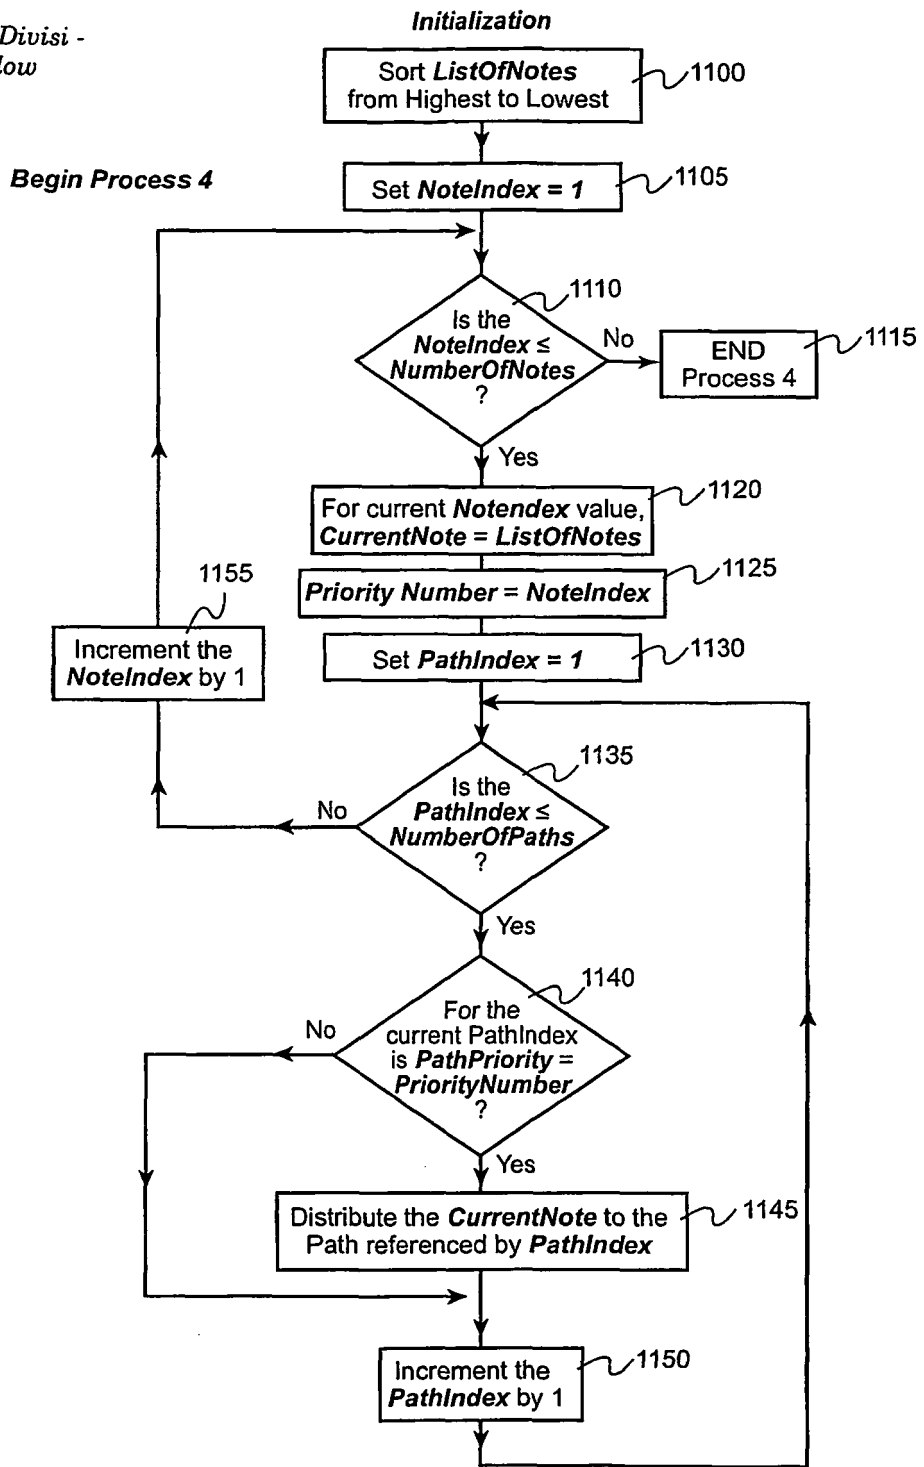 Divisi -
low
Initialization
Sort ListOfNotes
from Highest to Lowest
1100
Begin Process 4
Set NoteIndex = 1
1105
1110
Is the
NoteIndex ≤
NumberOfNotes
?
No
END
Process 4
1115
Yes
For current Notendex value,
CurrentNote = ListOfNotes
1120
Priority Number = NoteIndex
1125
1155
Increment the
NoteIndex by 1
Set PathIndex = 1
1130
1135
Is the
PathIndex ≤
NumberOfPaths
?
No
Yes
1140
For the
current PathIndex
is PathPriority =
PriorityNumber
?
No
Yes
Distribute the CurrentNote to the
Path referenced by PathIndex
1145
Increment the
PathIndex by 1
1150